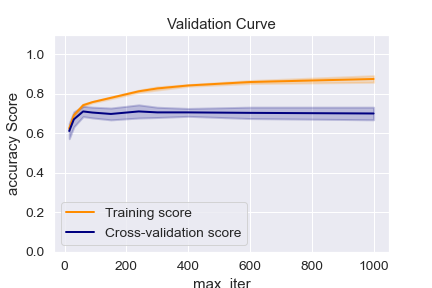 Validation Curve
accuracy Score
1.0
0.8
0.6
0.4
0.2
0.0
Training score
Cross-validation score
0 200 400 600 800 1000
max_iter